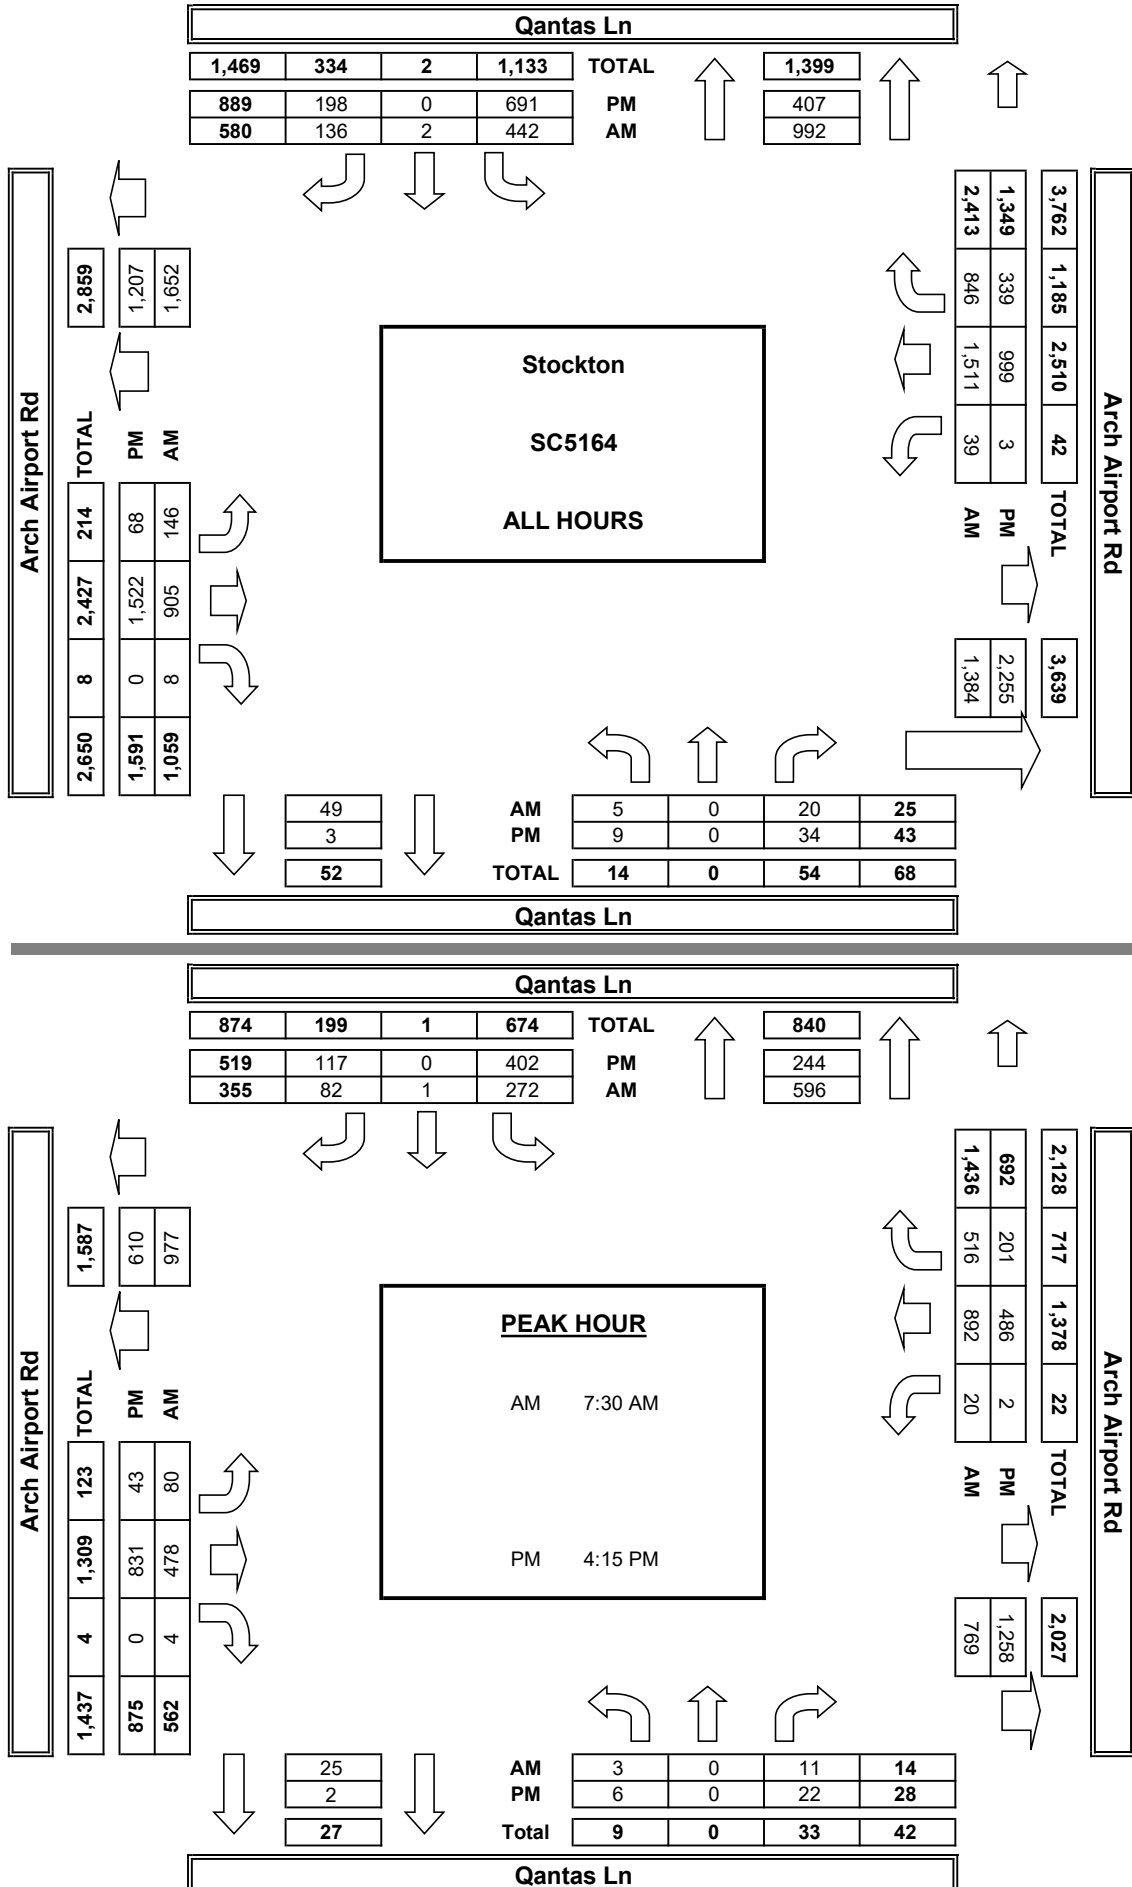 Qantas Ln
1,469 334 2 1,133 TOTAL 1,399
889 198 0 691 PM 407
580 136 2 442 AM 992
Arch Airport Rd
2,859
1,207
1,652
TOTAL
PM
AM
214 2,427 8 2,650
68 1,522 0 1,591
146 905 8 1,059
Stockton
SC5164
ALL HOURS
3,762 1,185 2,510 42 TOTAL 3,639
1,349 339 999 3 PM 2,255
2,413 846 1,511 39 AM 1,384
Arch Airport Rd
49 AM 5 0 20 25
3 PM 9 0 34 43
52 TOTAL 14 0 54 68
Qantas Ln
Qantas Ln
874 199 1 674 TOTAL 840
519 117 0 402 PM 244
355 82 1 272 AM 596
Arch Airport Rd
1,587
610
977
TOTAL
PM
AM
123 1,309 4 1,437
43 831 0 875
80 478 4 562
PEAK HOUR
AM 7:30 AM
PM 4:15 PM
2,128 717 1,378 22 TOTAL 2,027
692 201 486 2 PM 1,258
1,436 516 892 20 AM 769
Arch Airport Rd
25 AM 3 0 11 14
2 PM 6 0 22 28
27 Total 9 0 33 42
Qantas Ln